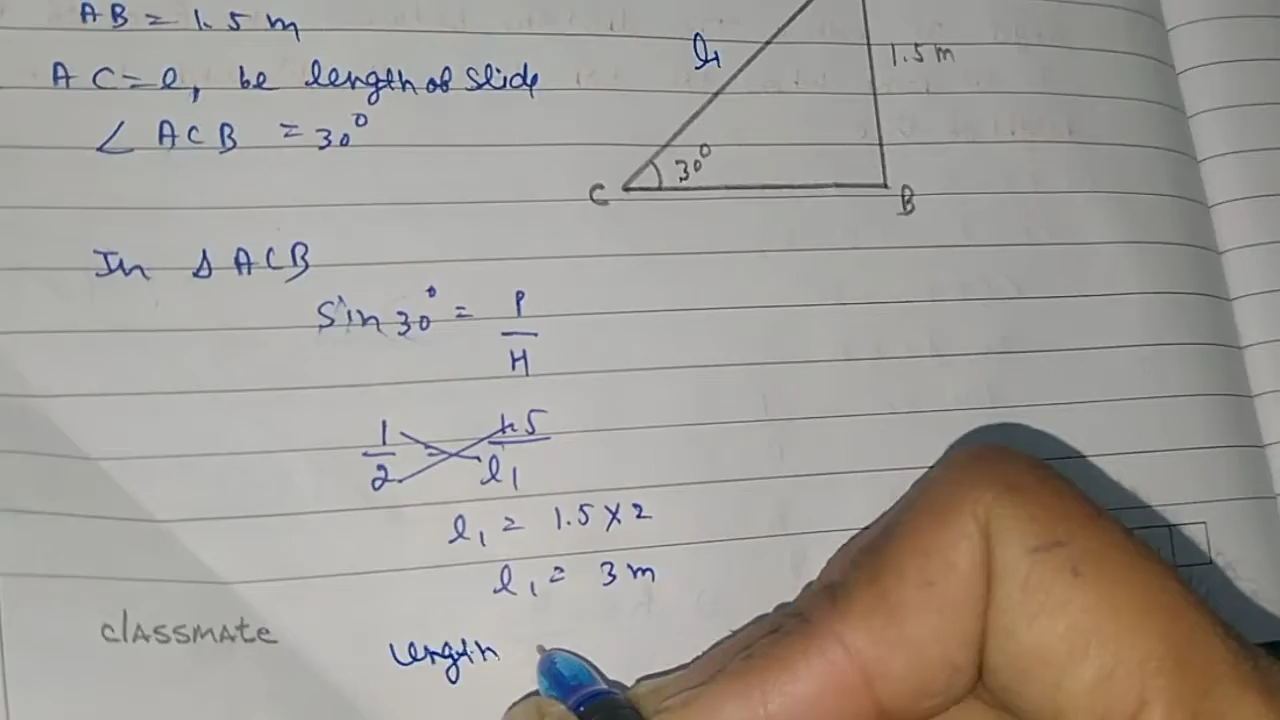 AB = 1.5 m
AC = l, be length of slide
∠ ACB = 30°
l1
1.5 m
30°
C
B
In Δ ACB
Sin 30° = P/H
1/2 = 1.5/l1
l1 = 1.5 × 2
l1 = 3 m
classmate
length